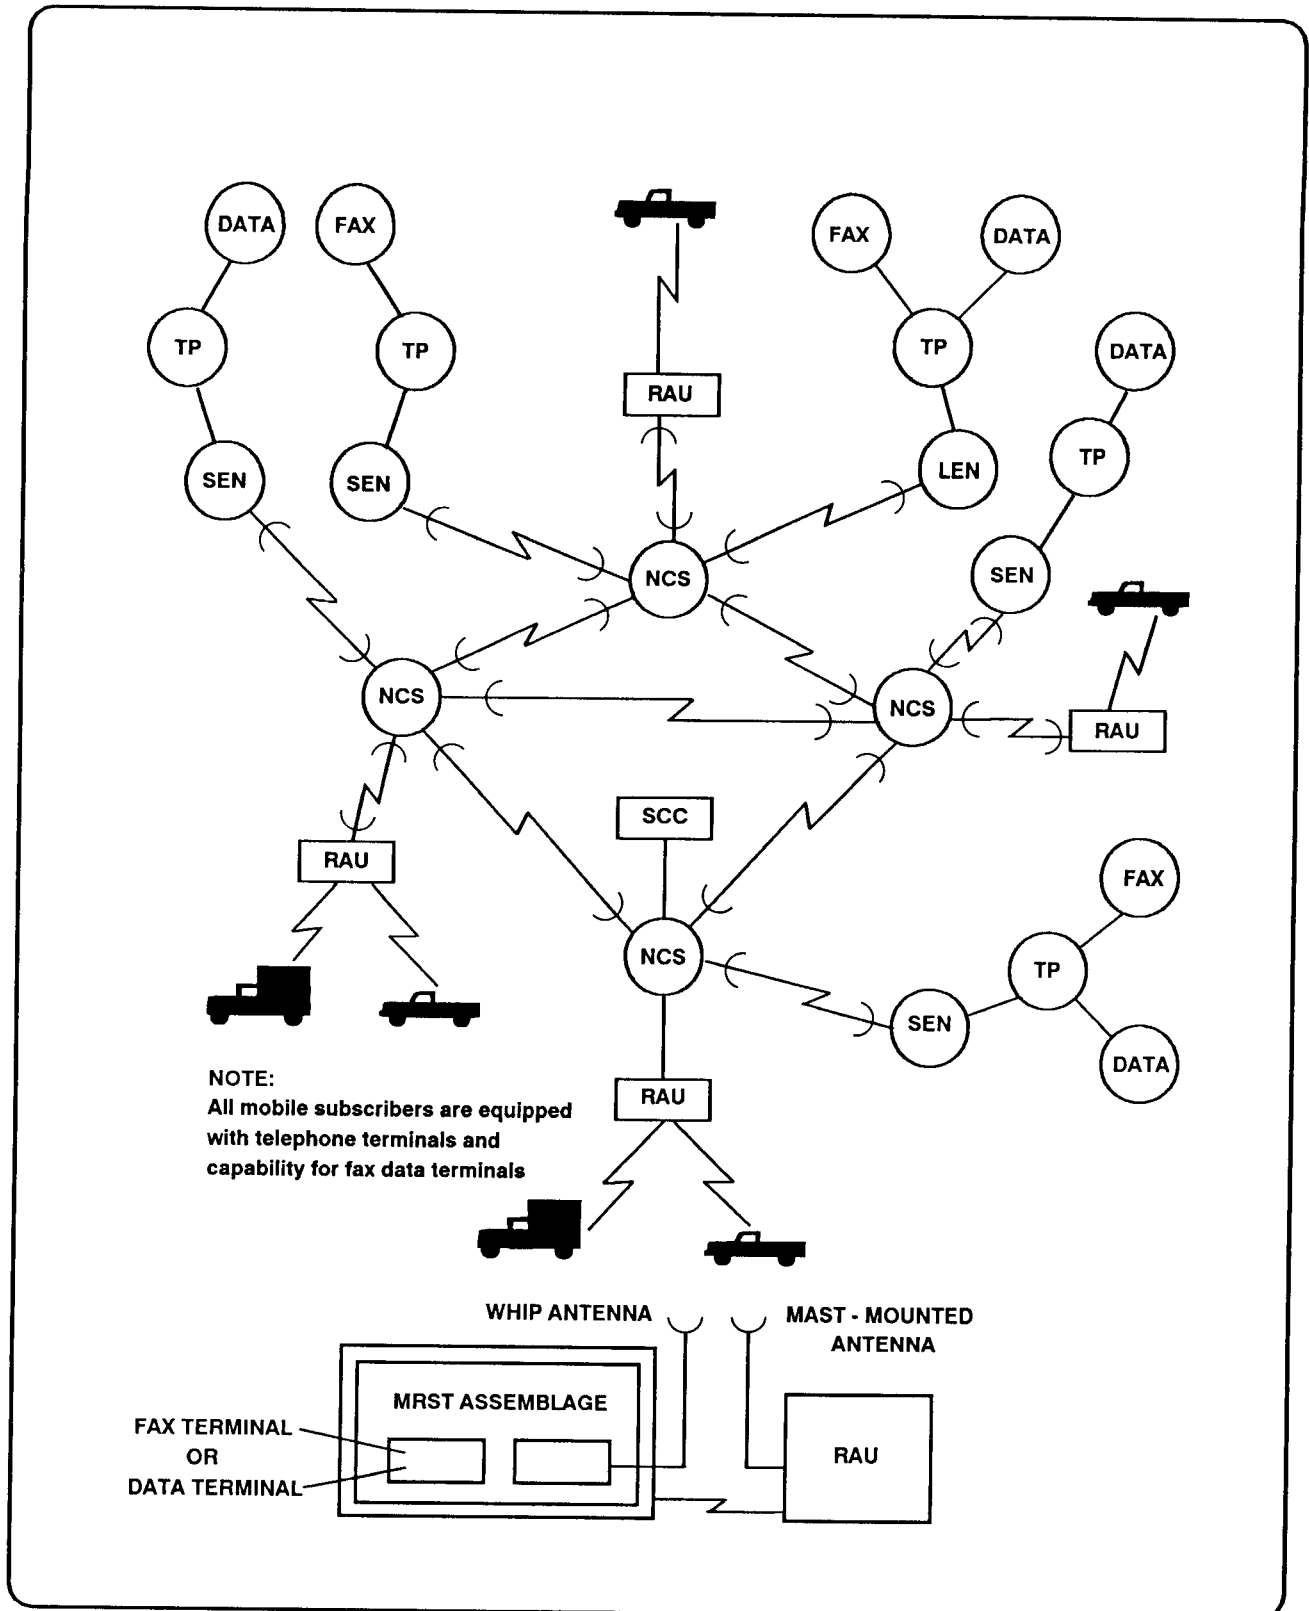 DATA
FAX
FAX
DATA
TP
TP
RAU
TP
DATA
SEN
SEN
LEN
TP
NCS
SEN
NCS
NCS
RAU
SCC
RAU
FAX
NCS
TP
SEN
DATA
NOTE:
All mobile subscribers are equipped
with telephone terminals and
capability for fax data terminals
RAU
WHIP ANTENNA
MAST - MOUNTED
ANTENNA
MRST ASSEMBLAGE
FAX TERMINAL
OR
DATA TERMINAL
RAU